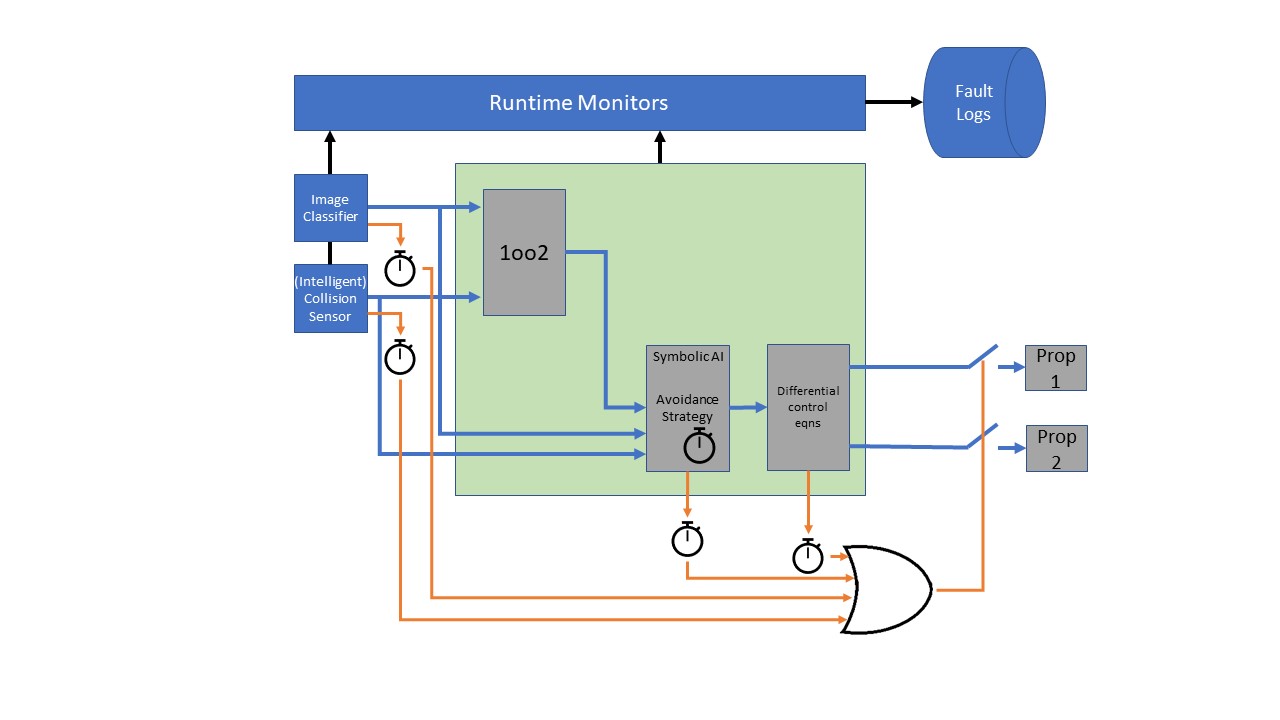 Runtime Monitors
Fault
Logs
Image
Classifier
1oo2
(Intelligent)
Collision
Sensor
Symbolic AI
Avoidance
Strategy
Differential
control
eqns
Prop
1
Prop
2